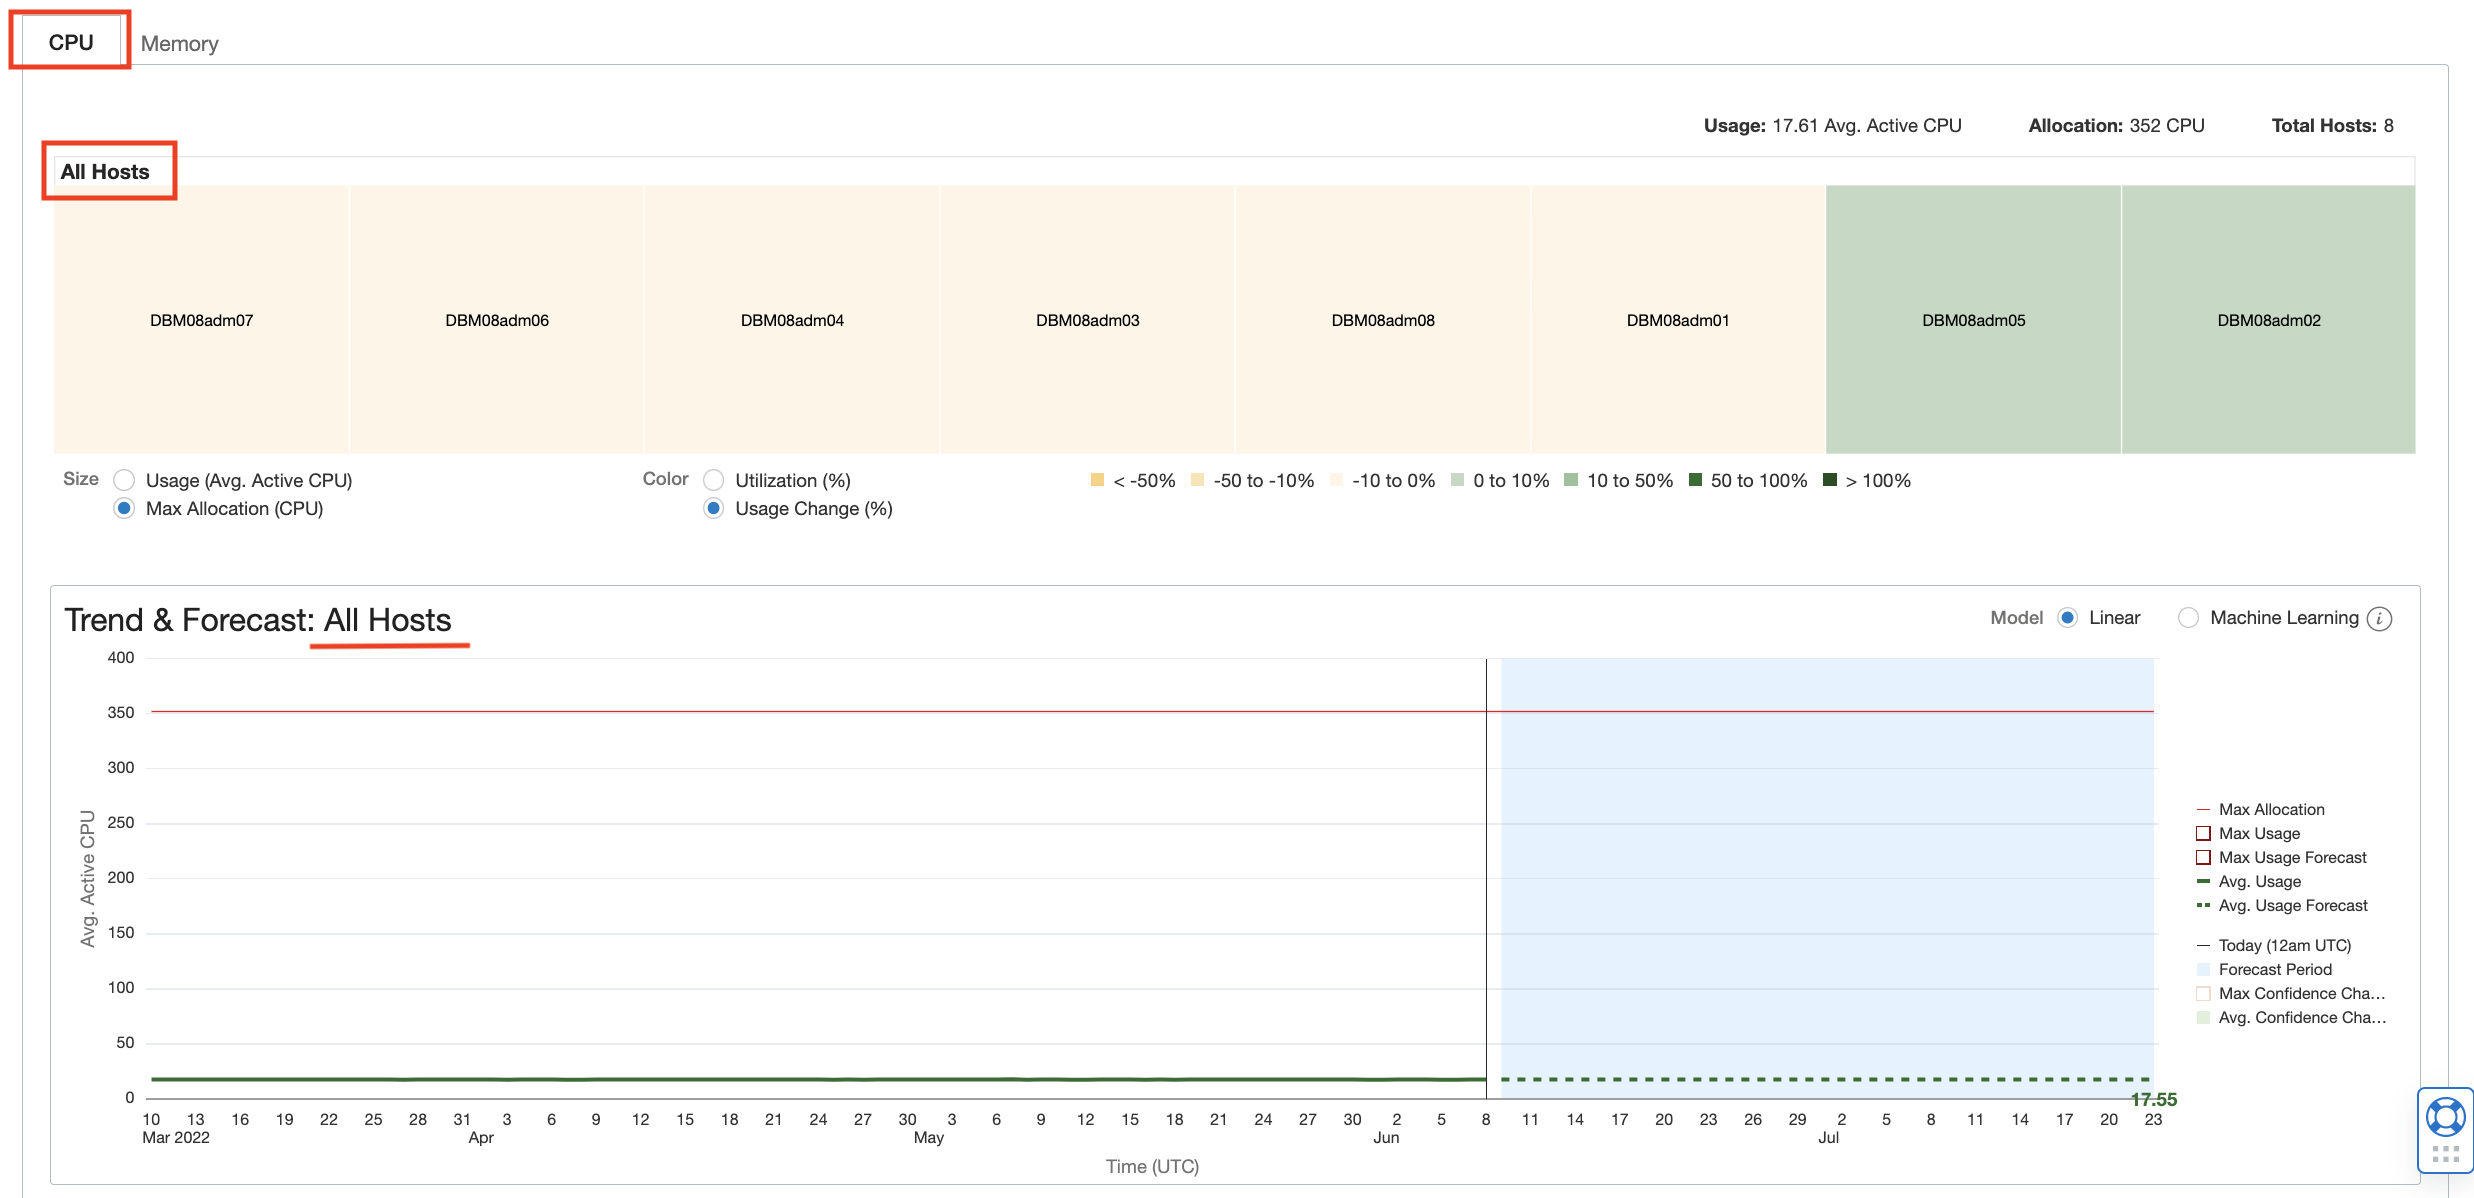 CPU Memory
Usage: 17.61 Avg. Active CPU Allocation: 352 CPU Total Hosts: 8
All Hosts
DBM08adm07 DBM08adm06 DBM08adm04 DBM08adm03 DBM08adm08 DBM08adm01 DBM08adm05 DBM08adm02
Size Usage (Avg. Active CPU) Color Utilization (%) < -50% -50 to -10% -10 to 0% 0 to 10% 10 to 50% 50 to 100% > 100%
Max Allocation (CPU) Usage Change (%)
Trend & Forecast: All Hosts Model Linear Machine Learning i
400
350
300
250
200
150
100
50
0
Avg. Active CPU
Max Allocation
Max Usage
Max Usage Forecast
Avg. Usage
Avg. Usage Forecast
Today (12am UTC)
Forecast Period
Max Confidence Cha...
Avg. Confidence Cha...
17.55
10 13 16 19 22 25 28 31 3 6 9 12 15 18 21 24 27 30 3 6 9 12 15 18 21 24 27 30 2 5 8 11 14 17 20 23 26 29 2 5 8 11 14 17 20 23
Mar 2022 Apr May Jun Jul
Time (UTC)